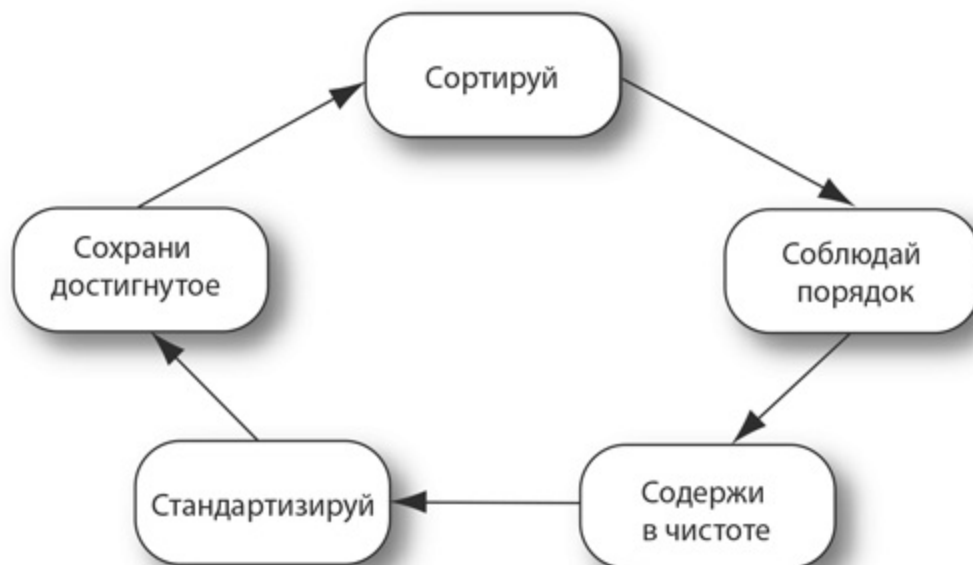 Сортируй
Соблюдай
порядок
Содержи
в чистоте
Стандартизируй
Сохрани
достигнутое